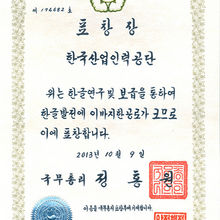 제 196682 호
표 창 장
한국산업인력공단
위는 한글연구 및 보급을 통하여
한글발전에 이바지한 공로가 크므로
이에 표창합니다.
2013년 10월 9일
국무총리 정 홍 원